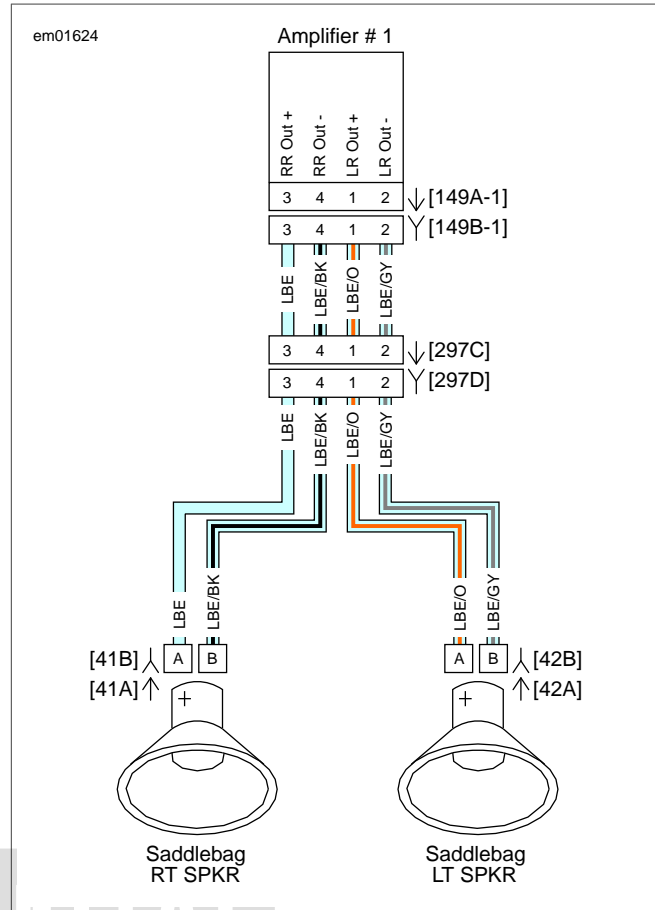 em01624
Amplifier # 1
RR Out +
RR Out -
LR Out +
LR Out -
3 4 1 2 [149A-1]
3 4 1 2 [149B-1]
LBE
LBE/BK
LBE/O
LBE/GY
3 4 1 2 [297C]
3 4 1 2 [297D]
LBE
LBE/BK
LBE/O
LBE/GY
LBE
LBE/BK
LBE/O
LBE/GY
[41B] A B
A B [42B]
[41A] +
+ [42A]
Saddlebag
RT SPKR
Saddlebag
LT SPKR